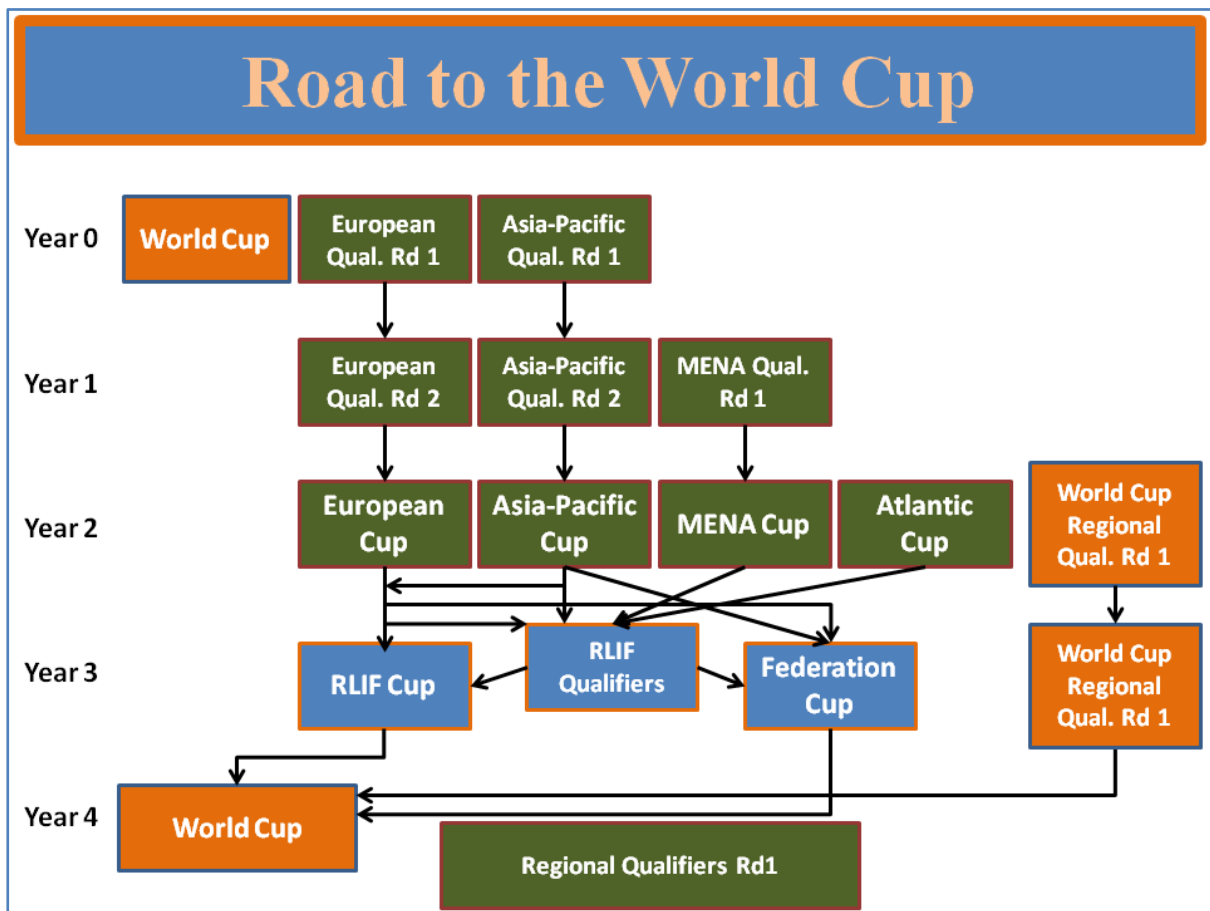 Road to the World Cup
Year 0
World Cup
European
Qual. Rd 1
Asia-Pacific
Qual. Rd 1
Year 1
European
Qual. Rd 2
Asia-Pacific
Qual. Rd 2
MENA Qual.
Rd 1
Year 2
European
Cup
Asia-Pacific
Cup
MENA Cup
Atlantic
Cup
World Cup
Regional
Qual. Rd 1
Year 3
RLIF Cup
RLIF
Qualifiers
Federation
Cup
World Cup
Regional
Qual. Rd 1
Year 4
World Cup
Regional Qualifiers Rd1